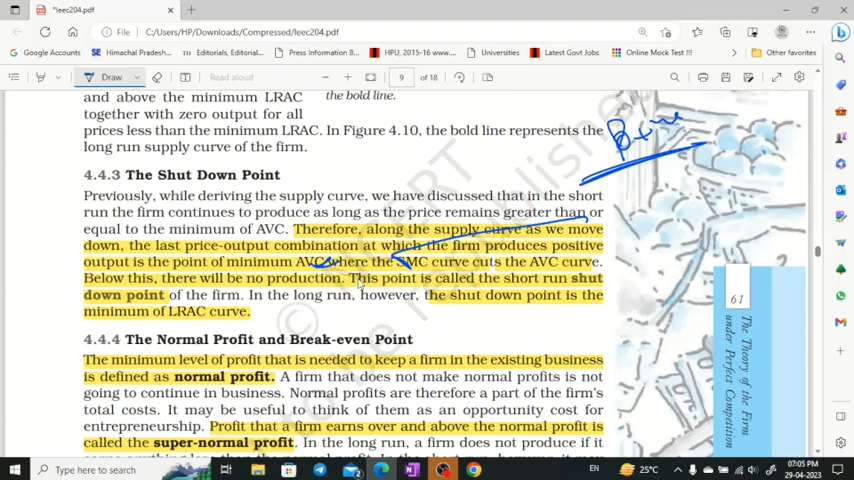 *leec204.pdf
File
C:/Users/HP/Downloads/Compressed/leec204.pdf
Google Accounts
Himachal Pradesh...
Editorials, Editorial...
Press Information B...
HPU, 2015-16 www....
Universities
Latest Govt Jobs
Online Mock Test !!!
Other favorites
Draw
Read aloud
9
of 18
and above the minimum LRAC
the bold line.
together with zero output for all
prices less than the minimum LRAC. In Figure 4.10, the bold line represents the
long run supply curve of the firm.
4.4.3 The Shut Down Point
Previously, while deriving the supply curve, we have discussed that in the short
run the firm continues to produce as long as the price remains greater than or
equal to the minimum of AVC. Therefore, along the supply curve as we move
down, the last price-output combination at which the firm produces positive
output is the point of minimum AVC where the SMC curve cuts the AVC curve.
Below this, there will be no production. This point is called the short run shut
down point of the firm. In the long run, however, the shut down point is the
minimum of LRAC curve.
4.4.4 The Normal Profit and Break-even Point
The minimum level of profit that is needed to keep a firm in the existing business
is defined as normal profit. A firm that does not make normal profits is not
going to continue in business. Normal profits are therefore a part of the firm's
total costs. It may be useful to think of them as an opportunity cost for
entrepreneurship. Profit that a firm earns over and above the normal profit is
called the super-normal profit. In the long run, a firm does not produce if it
© NCERT
to be republished
61
The Theory of the Firm
under Perfect Competition
Type here to search
EN
25°C
07:05 PM
29-04-2023